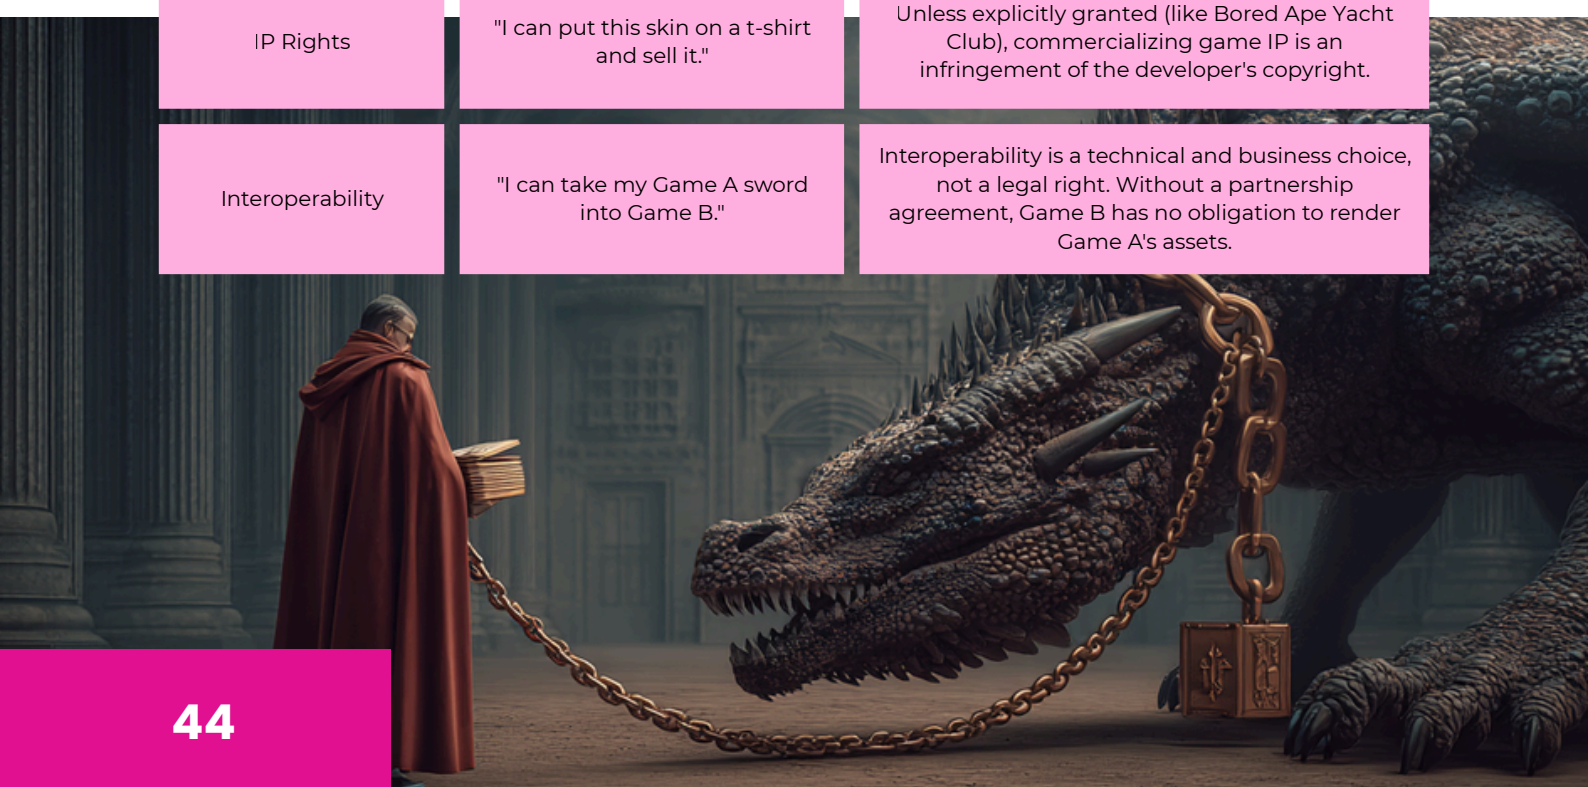 IP Rights
"I can put this skin on a t-shirt
and sell it."
Unless explicitly granted (like Bored Ape Yacht
Club), commercializing game IP is an
infringement of the developer's copyright.
Interoperability
"I can take my Game A sword
into Game B."
Interoperability is a technical and business choice,
not a legal right. Without a partnership
agreement, Game B has no obligation to render
Game A's assets.
44